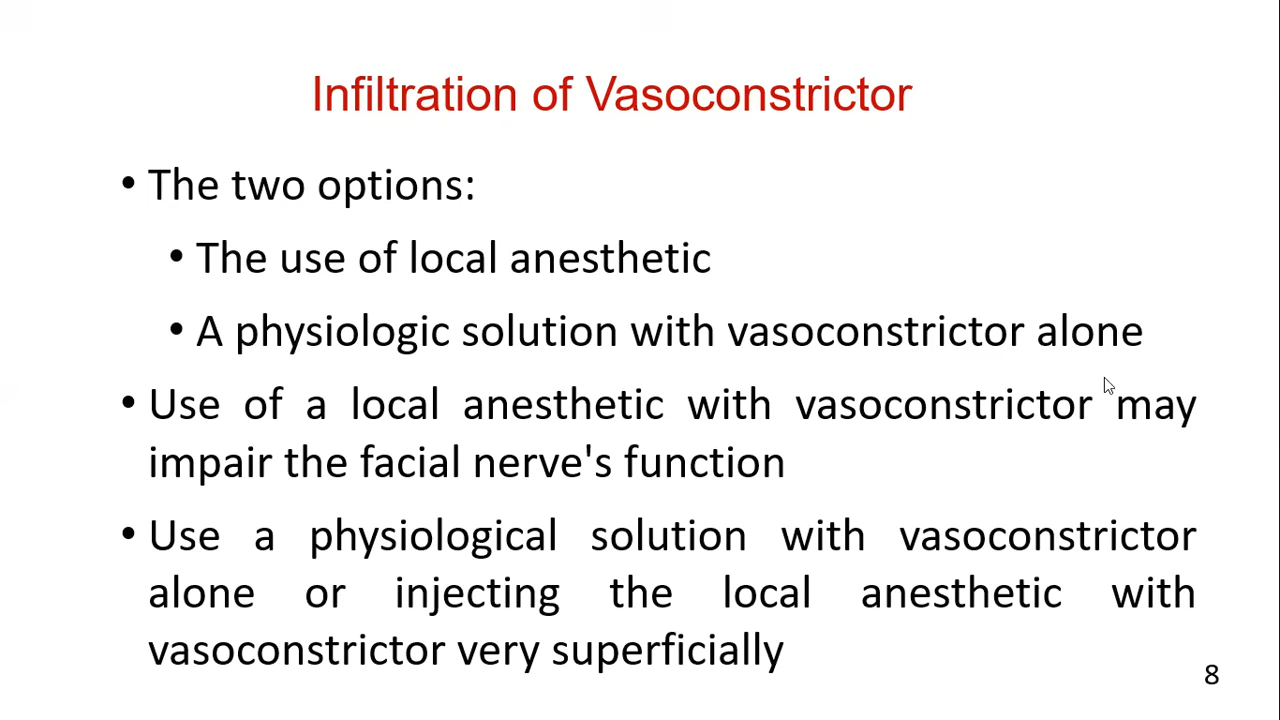 Infiltration of Vasoconstrictor
• The two options:
• The use of local anesthetic
• A physiologic solution with vasoconstrictor alone
• Use of a local anesthetic with vasoconstrictor may
impair the facial nerve's function
• Use a physiological solution with vasoconstrictor
alone or injecting the local anesthetic with
vasoconstrictor very superficially
8